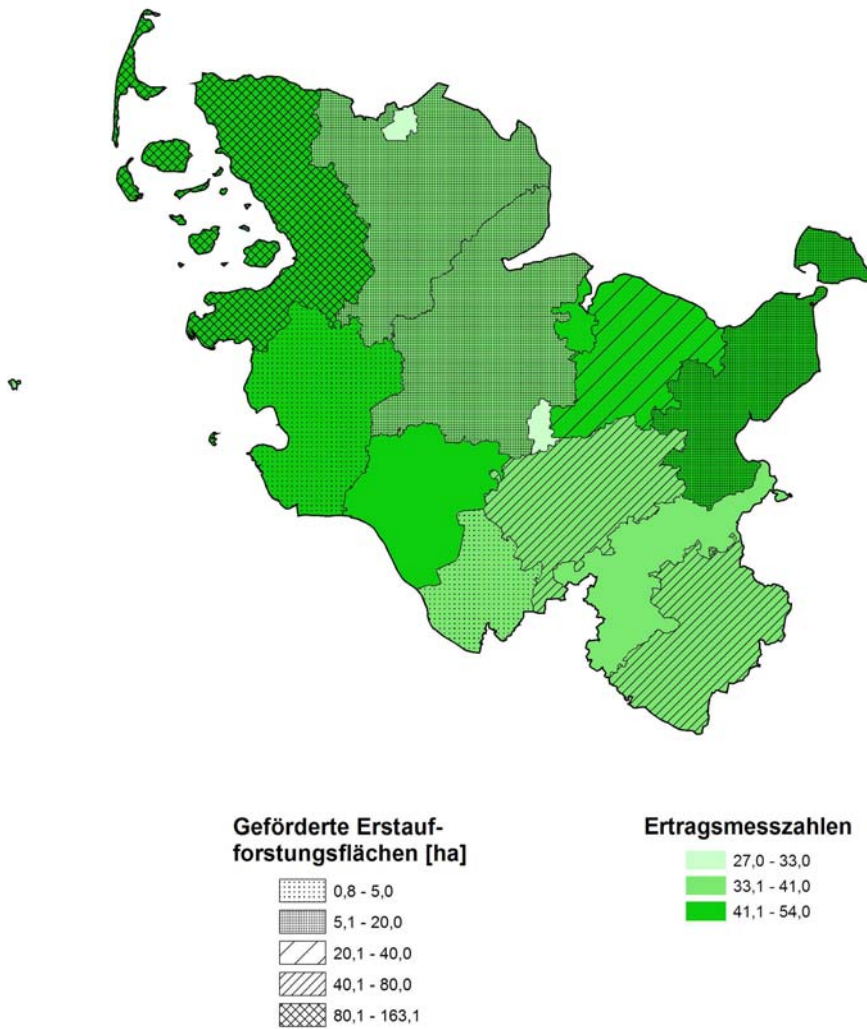 Geförderte Erstauf-
forstungsflächen [ha]
0,8 - 5,0
5,1 - 20,0
20,1 - 40,0
40,1 - 80,0
80,1 - 163,1
Ertragsmesszahlen
27,0 - 33,0
33,1 - 41,0
41,1 - 54,0